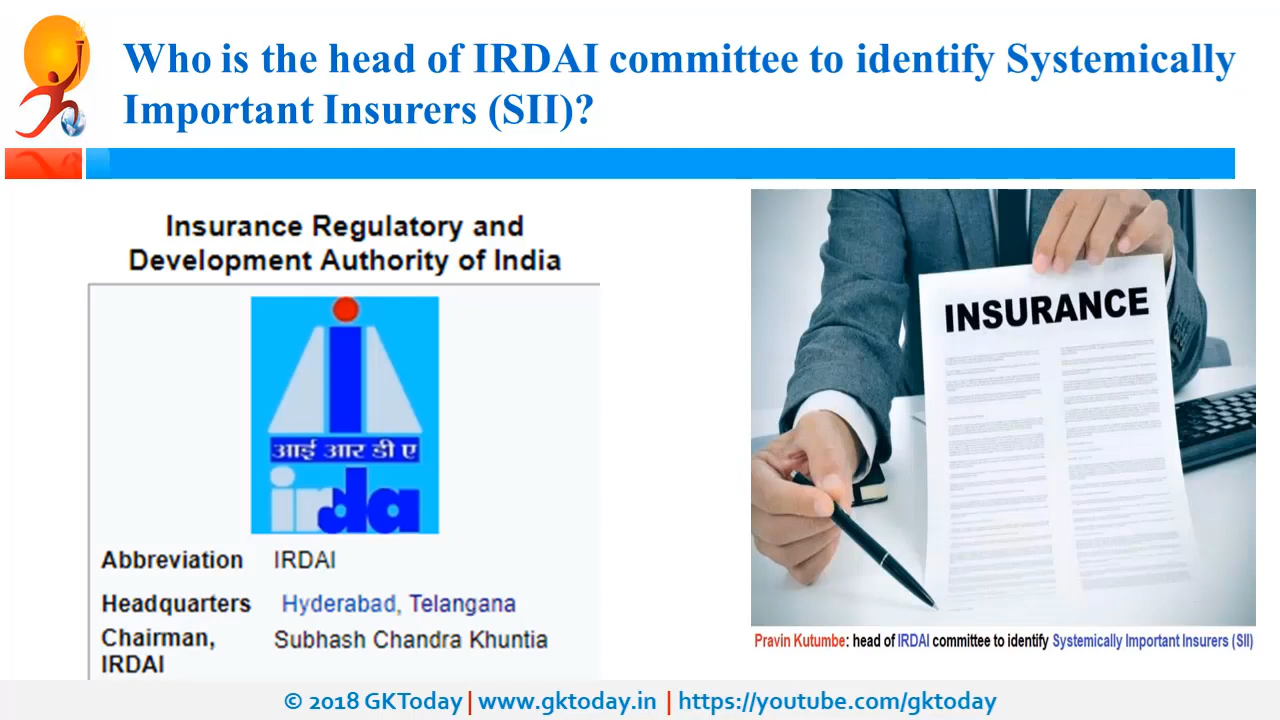 Who is the head of IRDAI committee to identify Systemically
Important Insurers (SII)?
Insurance Regulatory and
Development Authority of India
आई आर डी ए
irda
Abbreviation IRDAI
Headquarters Hyderabad, Telangana
Chairman, Subhash Chandra Khuntia
IRDAI
INSURANCE
Pravin Kutumbe: head of IRDAI committee to identify Systemically Important Insurers (SII)
© 2018 GKToday | www.gktoday.in | https://youtube.com/gktoday